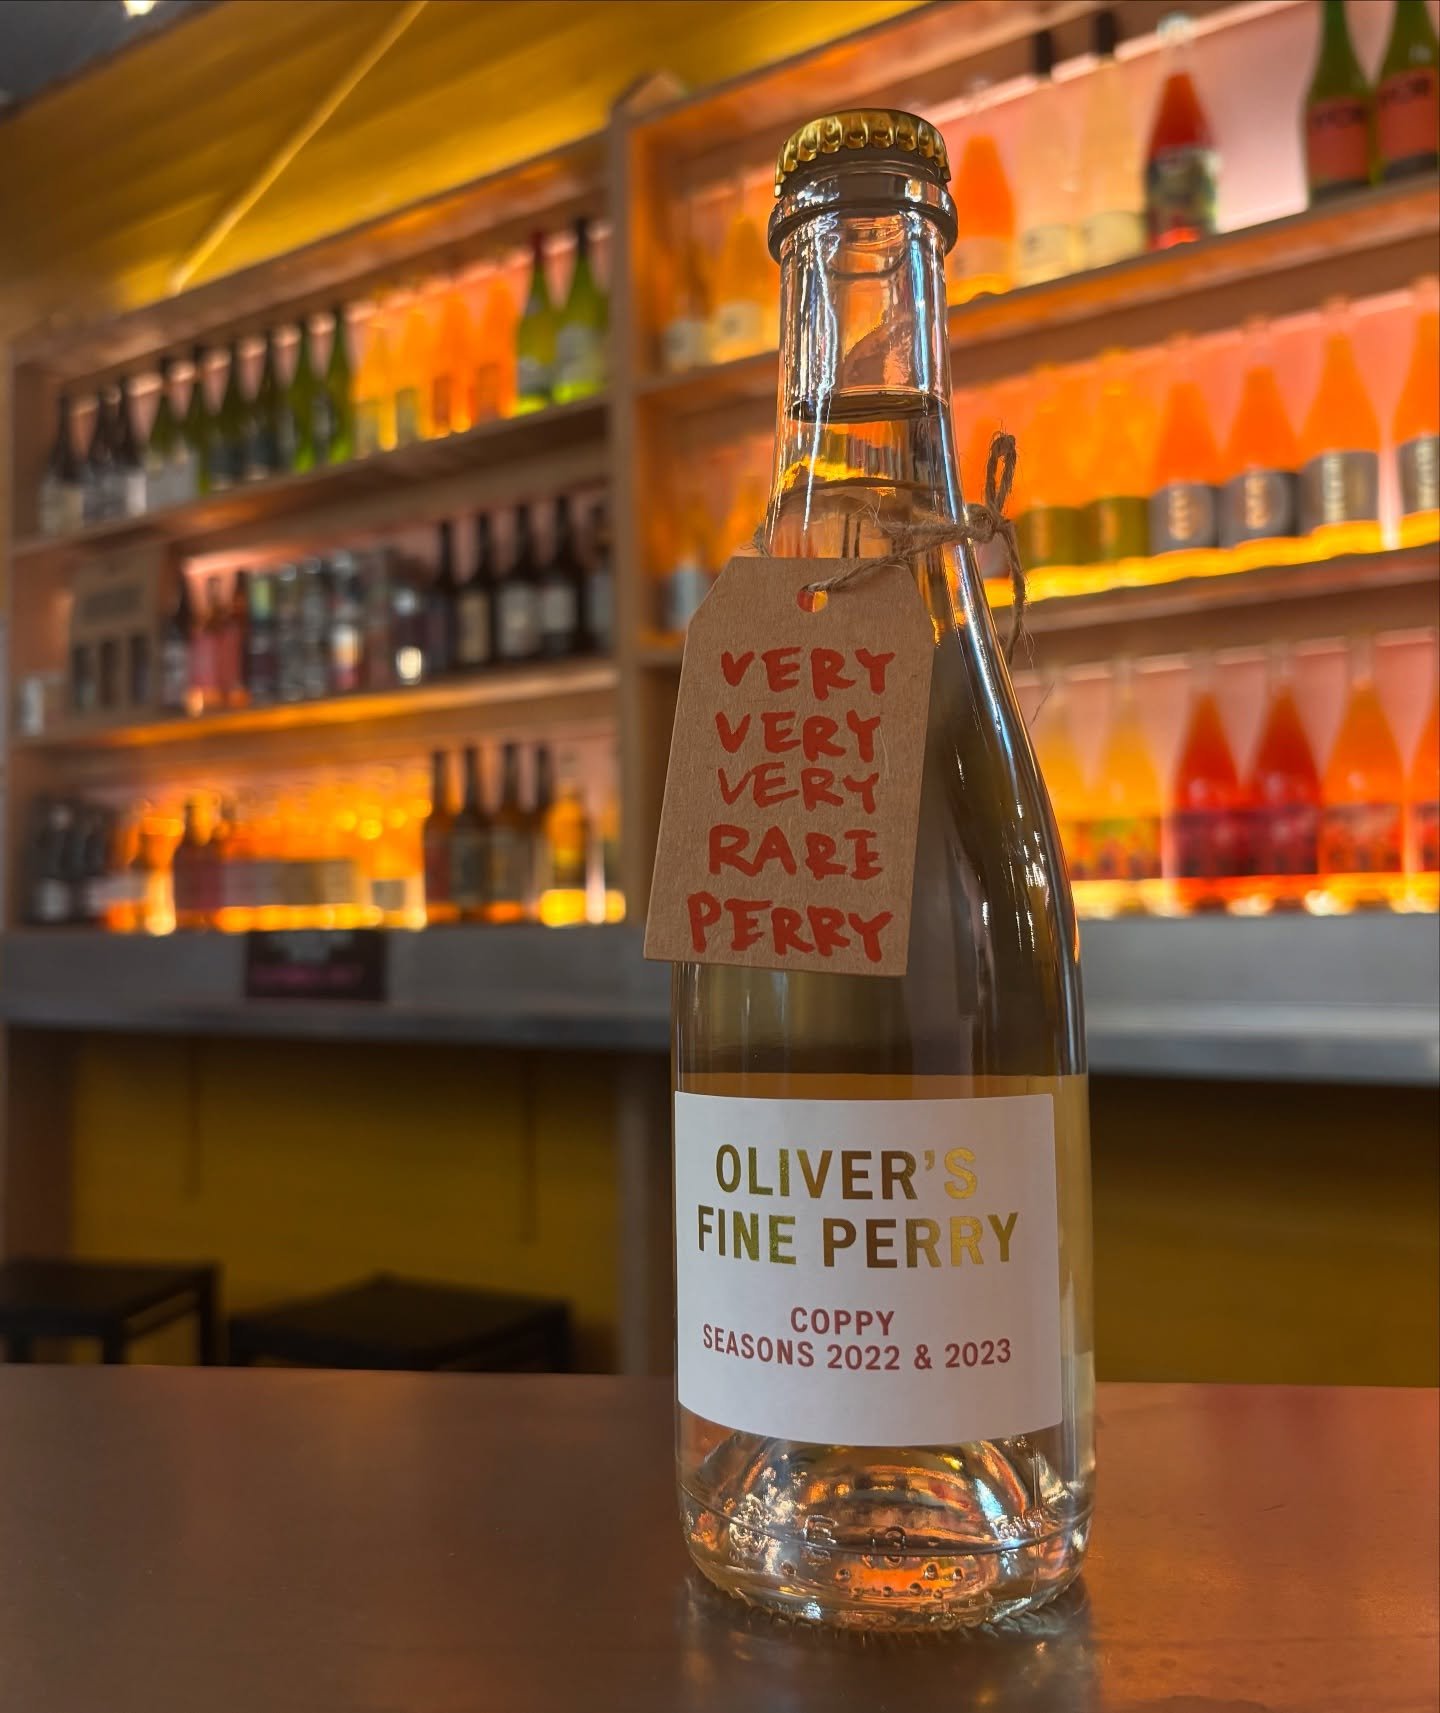 VERY
VERY
VERY
RARE
PERRY
OLIVER'S
FINE PERRY
COPPY
SEASONS 2022 & 2023